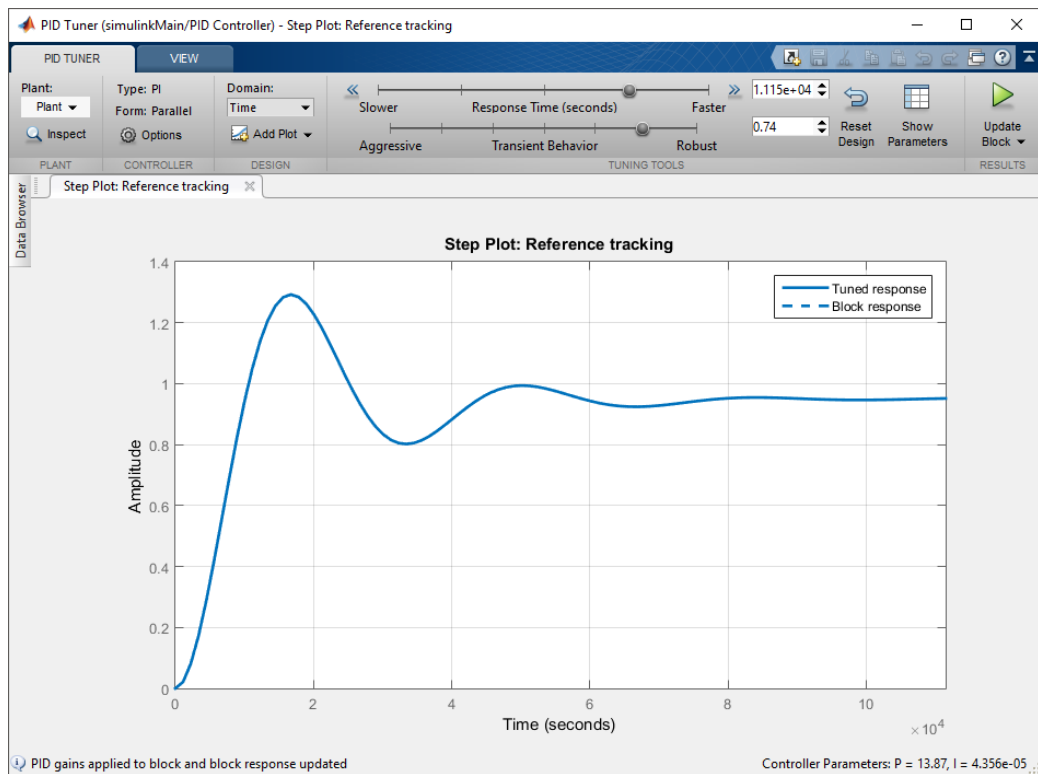 PID Tuner (simulinkMain/PID Controller) - Step Plot: Reference tracking
PID TUNER VIEW
Plant: Type: PI Domain: 1.115e+04
Plant Form: Parallel Time Slower Response Time (seconds) Faster
Inspect Options Add Plot Aggressive Transient Behavior Robust 0.74 Reset Design Show Parameters Update Block
PLANT CONTROLLER DESIGN TUNING TOOLS RESULTS
Data Browser
Step Plot: Reference tracking
Step Plot: Reference tracking
Tuned response
Block response
Amplitude
1.4
1.2
1
0.8
0.6
0.4
0.2
0
0 2 4 6 8 10
×10⁴
Time (seconds)
PID gains applied to block and block response updated Controller Parameters: P = 13.87, I = 4.356e-05